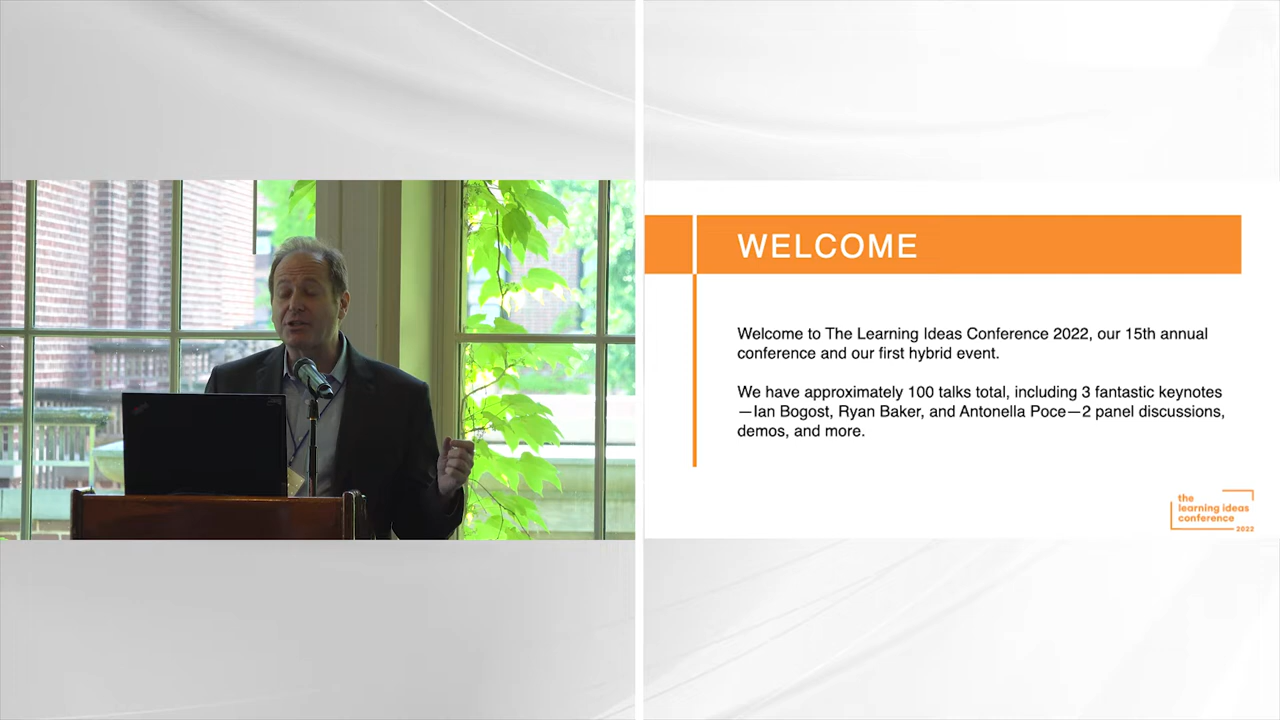 WELCOME
Welcome to The Learning Ideas Conference 2022, our 15th annual
conference and our first hybrid event.
We have approximately 100 talks total, including 3 fantastic keynotes
—Ian Bogost, Ryan Baker, and Antonella Poce—2 panel discussions,
demos, and more.
the
learning ideas
conference
2022